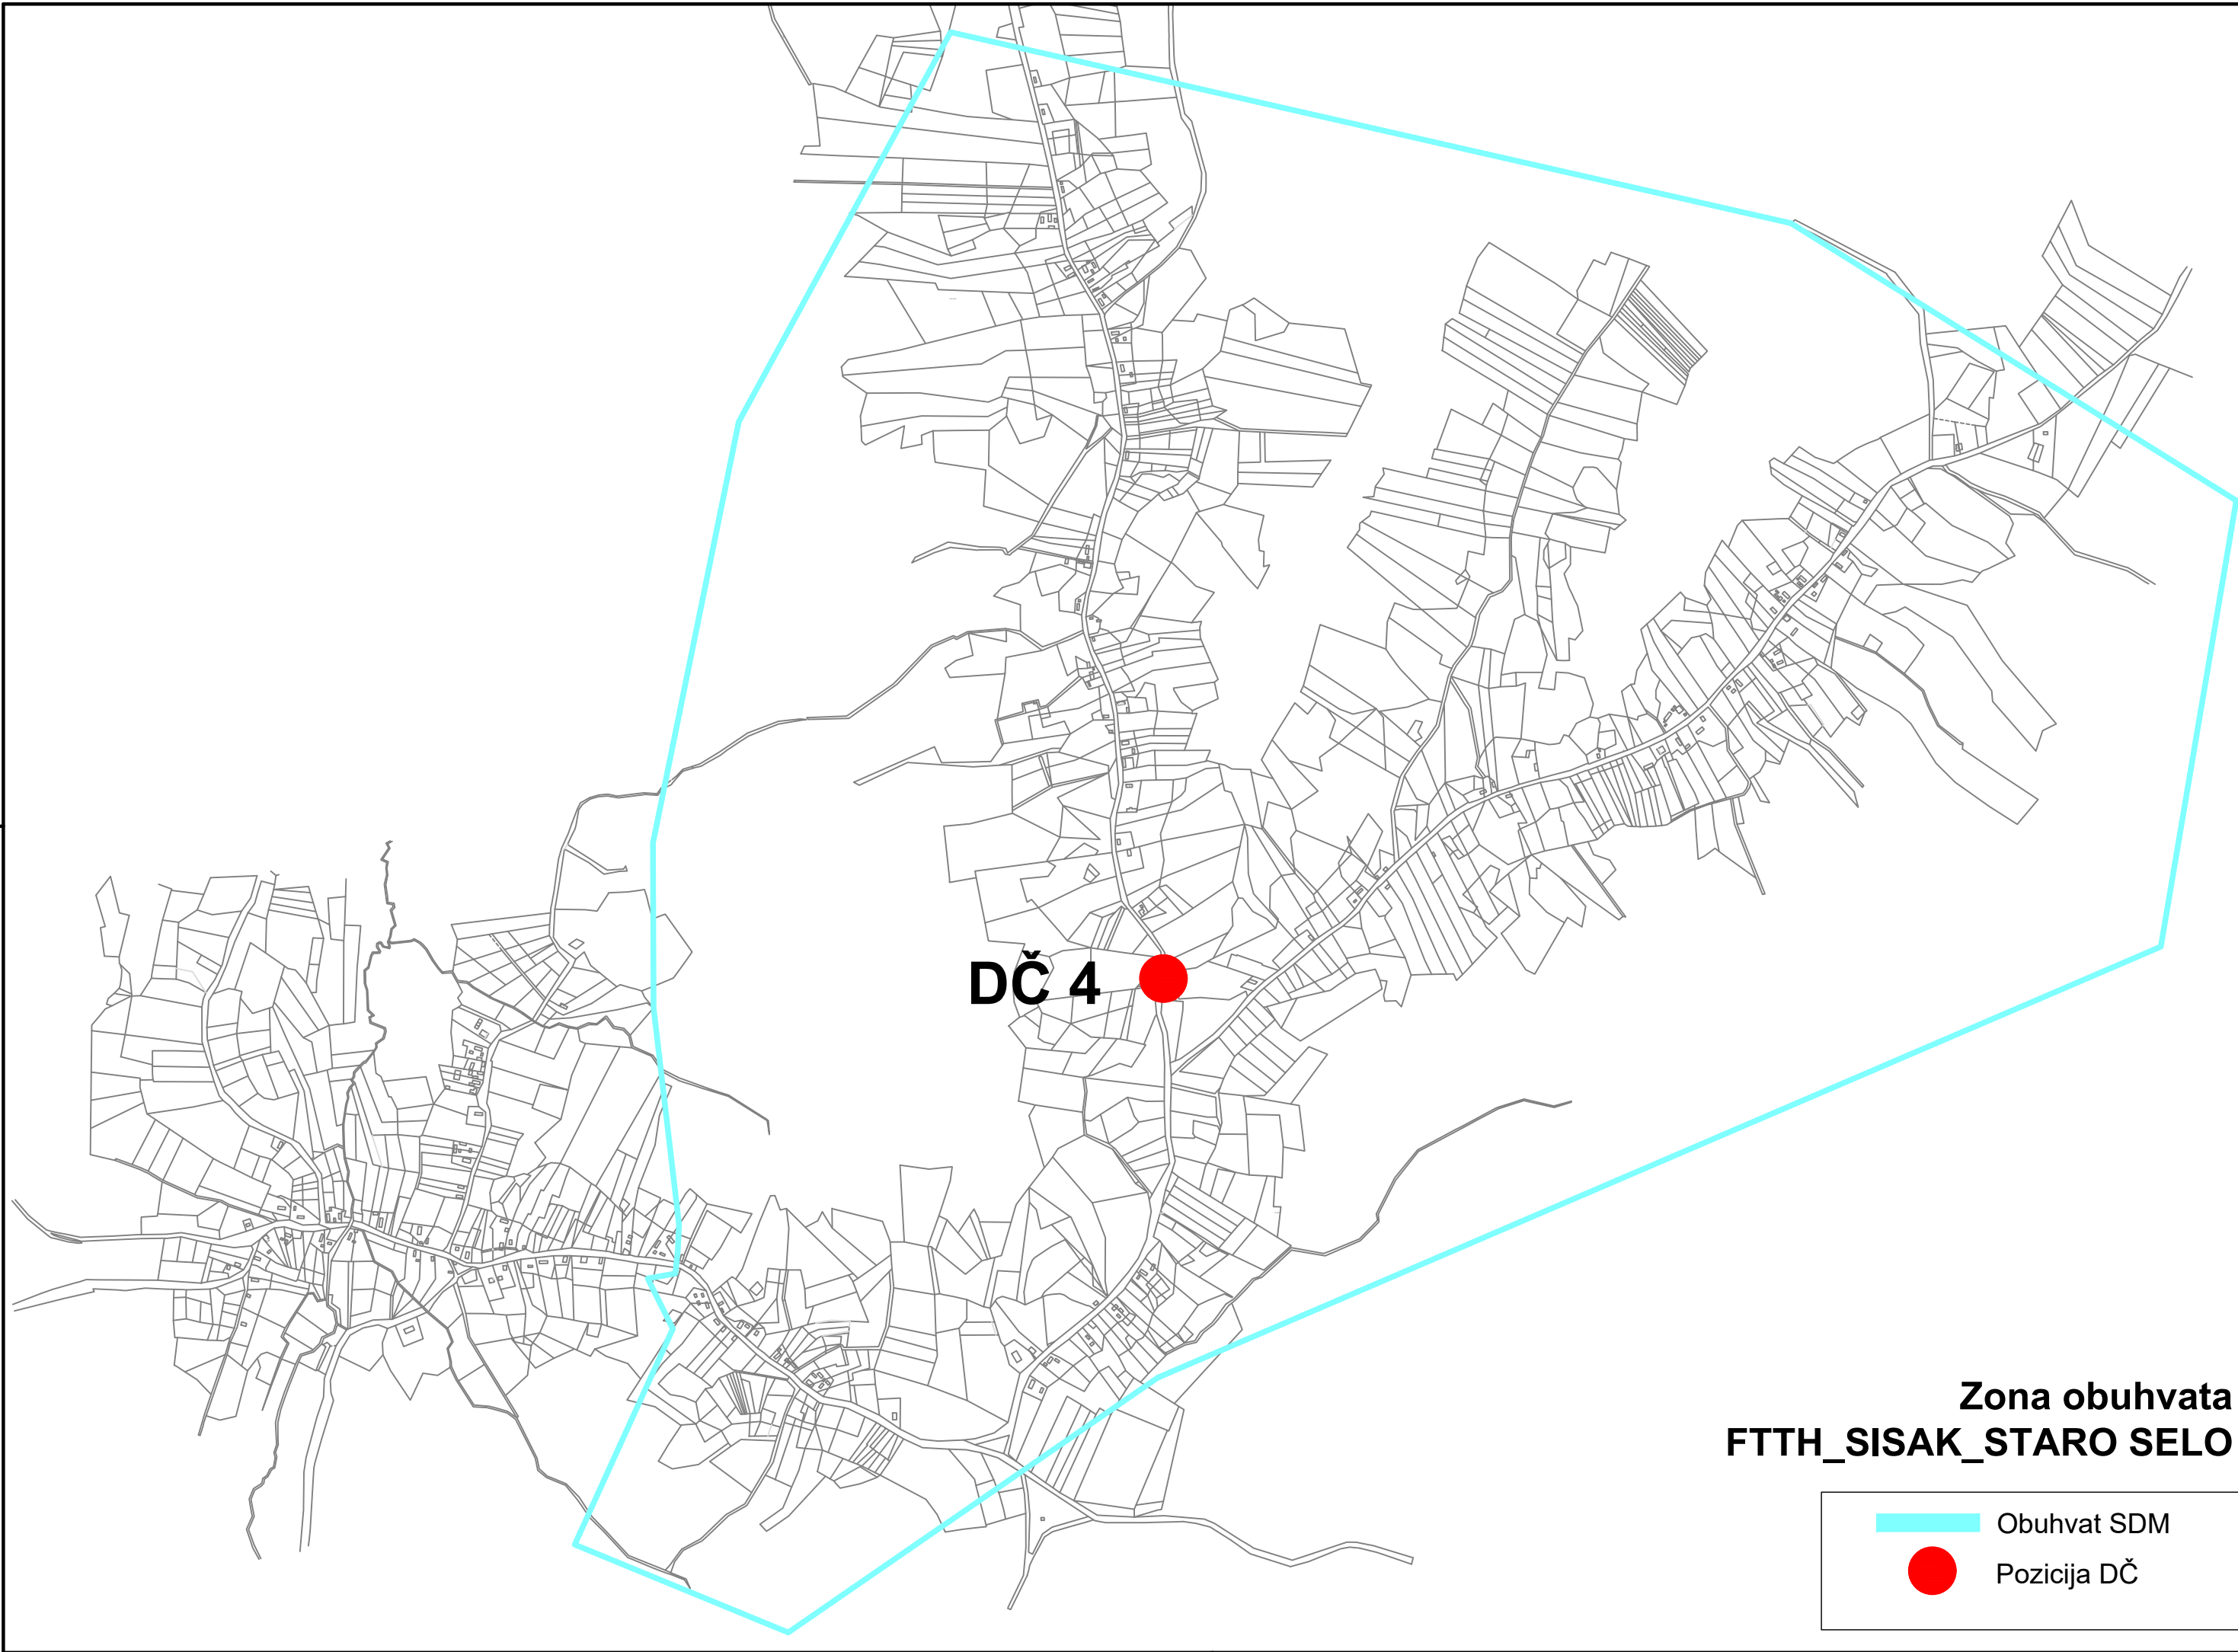 DČ 4
Zona obuhvata
FTTH_SISAK_STARO SELO
Obuhvat SDM
Pozicija DČ